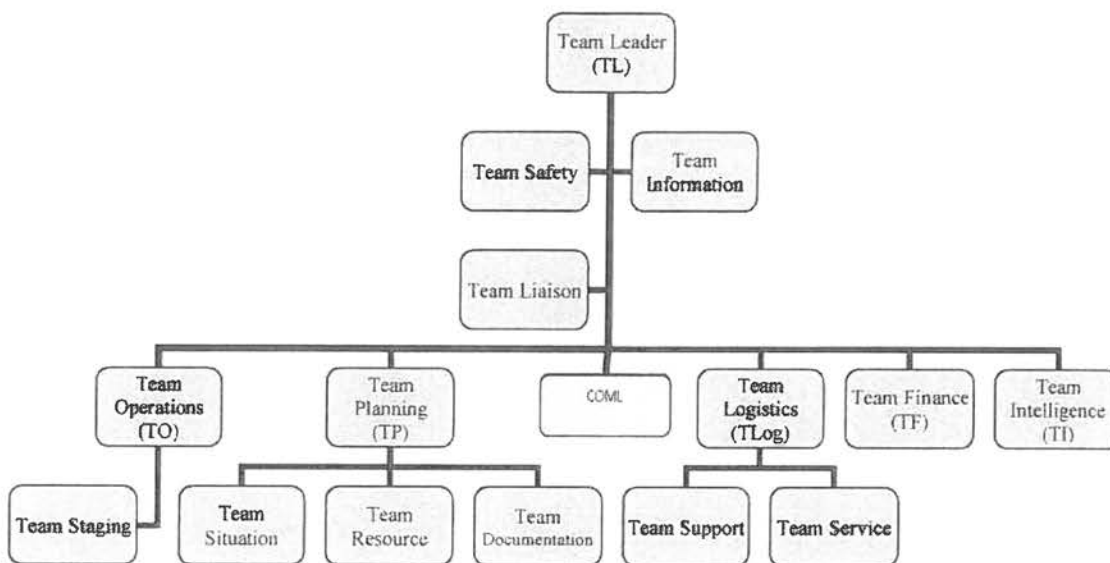 Team Leader
(TL)
Team Safety
Team
Information
Team Liaison
Team
Operations
(TO)
Team
Planning
(TP)
COML
Team
Logistics
(TLog)
Team Finance
(TF)
Team
Intelligence
(TI)
Team Staging
Team
Situation
Team
Resource
Team
Documentation
Team Support
Team Service